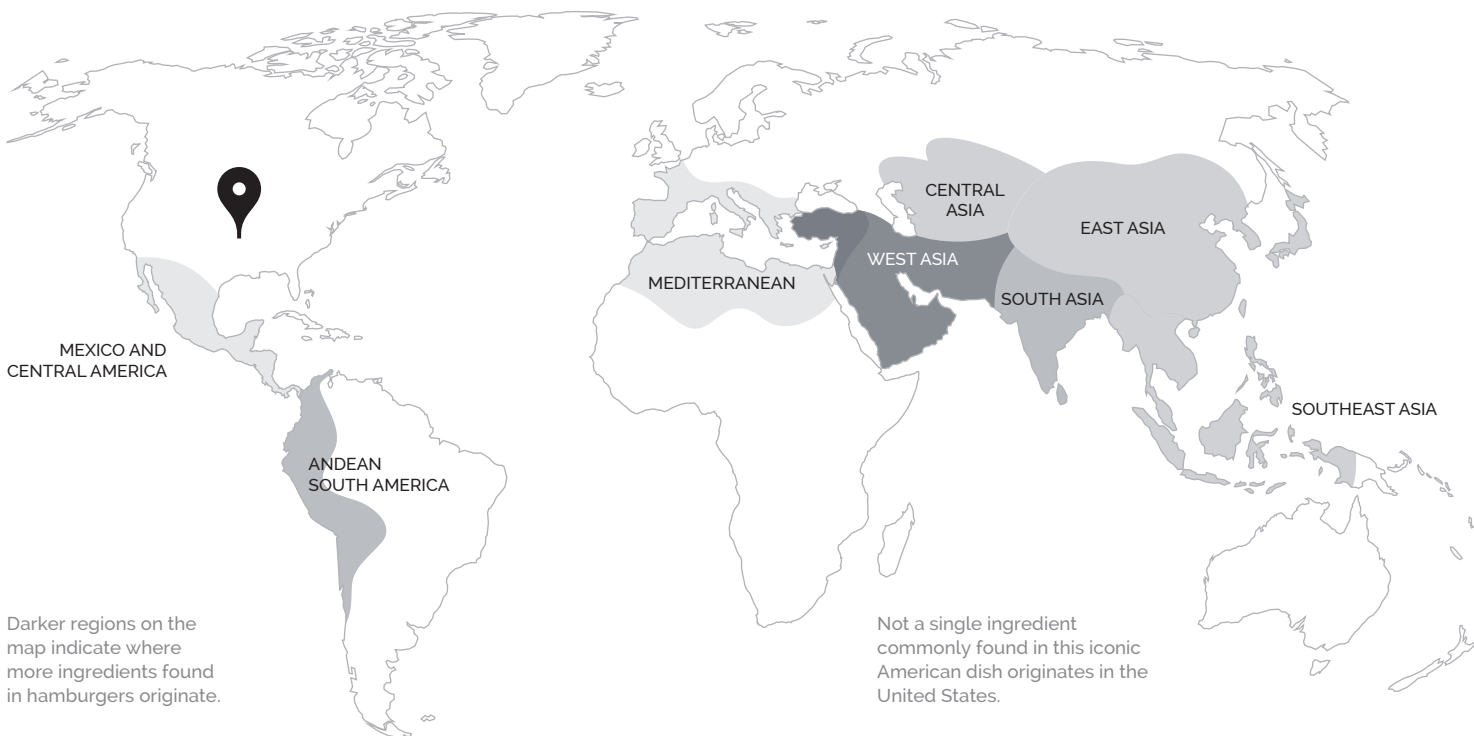 CENTRAL
ASIA
EAST ASIA
WEST ASIA
MEDITERRANEAN
SOUTH ASIA
MEXICO AND
CENTRAL AMERICA
SOUTHEAST ASIA
ANDEAN
SOUTH AMERICA
Darker regions on the
map indicate where
more ingredients found
in hamburgers originate.
Not a single ingredient
commonly found in this iconic
American dish originates in the
United States.